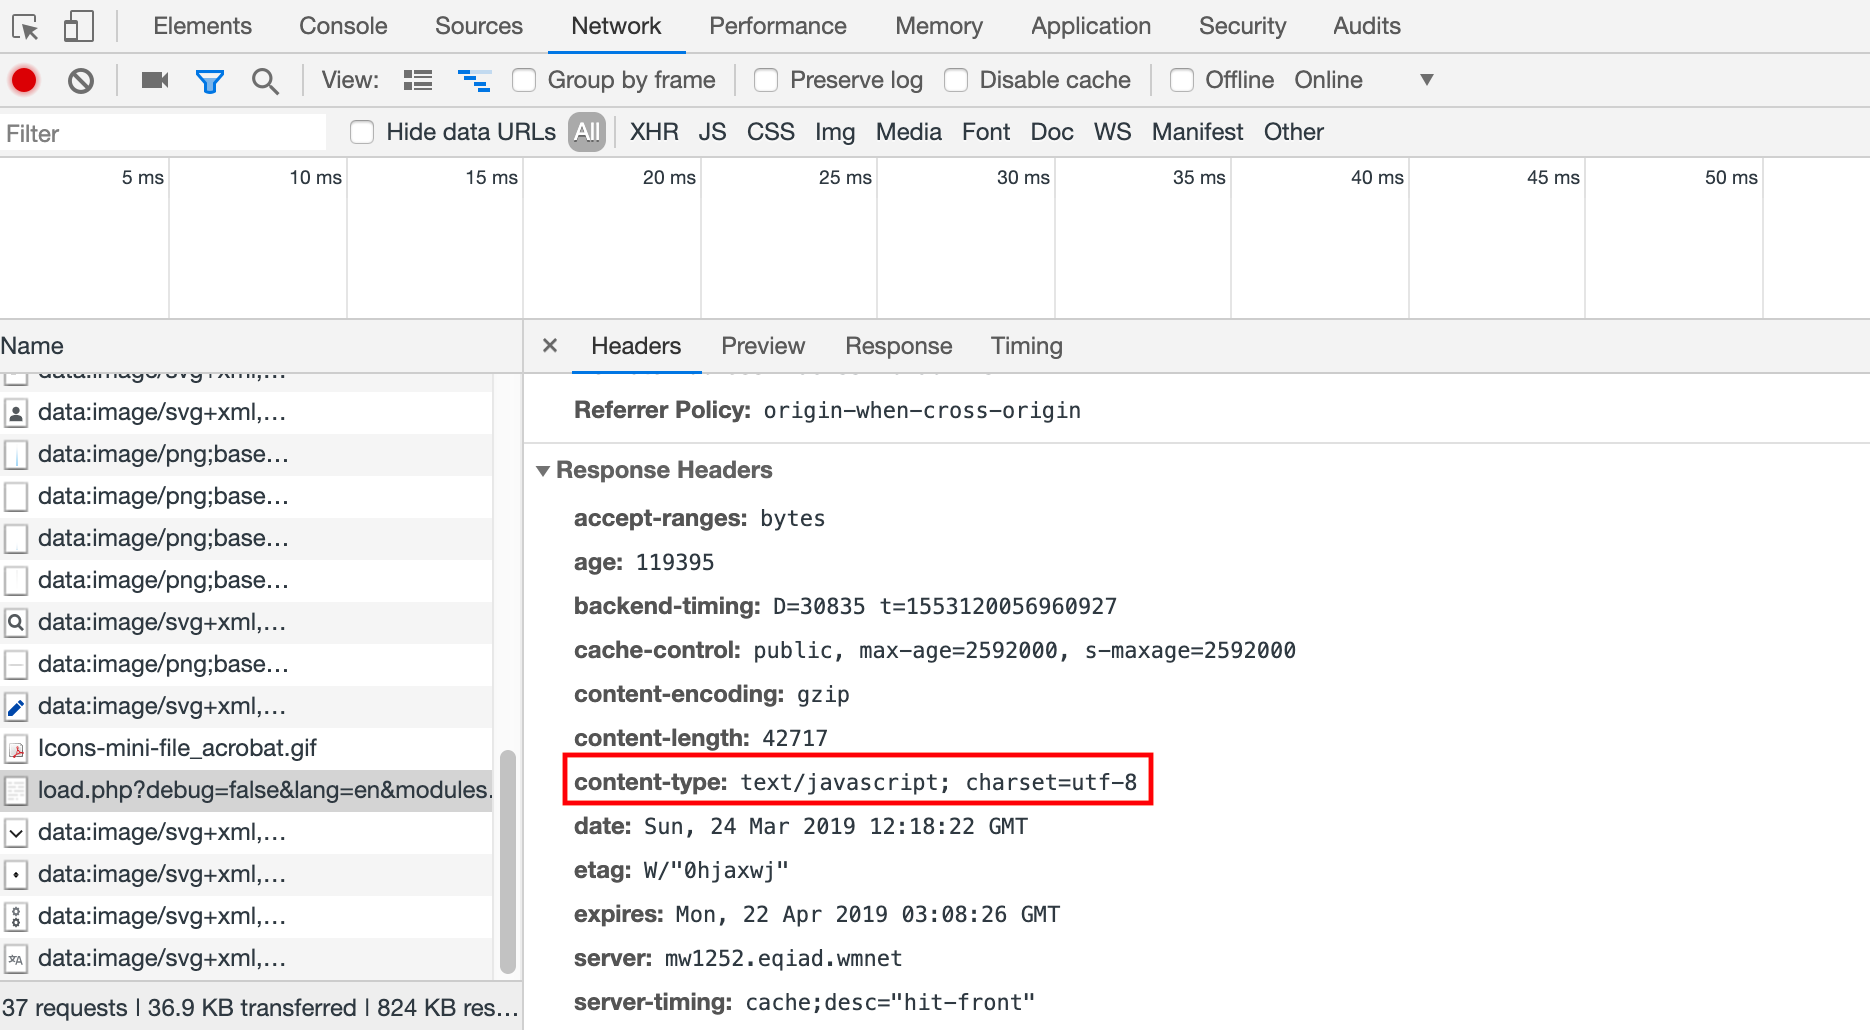 Elements Console Sources Network Performance Memory Application Security Audits
View: Group by frame Preserve log Disable cache Offline Online
Filter Hide data URLs All XHR JS CSS Img Media Font Doc WS Manifest Other
5 ms 10 ms 15 ms 20 ms 25 ms 30 ms 35 ms 40 ms 45 ms 50 ms
Name
data:image/svg+xml,…
data:image/svg+xml,…
data:image/png;base…
data:image/png;base…
data:image/png;base…
data:image/png;base…
data:image/svg+xml,…
data:image/png;base…
data:image/svg+xml,…
Icons-mini-file_acrobat.gif
load.php?debug=false&lang=en&modules.
data:image/svg+xml,…
data:image/svg+xml,…
data:image/svg+xml,…
data:image/svg+xml,…
37 requests | 36.9 KB transferred | 824 KB res…
× Headers Preview Response Timing
Referrer Policy: origin-when-cross-origin
Response Headers
accept-ranges: bytes
age: 119395
backend-timing: D=30835 t=1553120056960927
cache-control: public, max-age=2592000, s-maxage=2592000
content-encoding: gzip
content-length: 42717
content-type: text/javascript; charset=utf-8
date: Sun, 24 Mar 2019 12:18:22 GMT
etag: W/"0hjaxwj"
expires: Mon, 22 Apr 2019 03:08:26 GMT
server: mw1252.eqiad.wmnet
server-timing: cache;desc="hit-front"